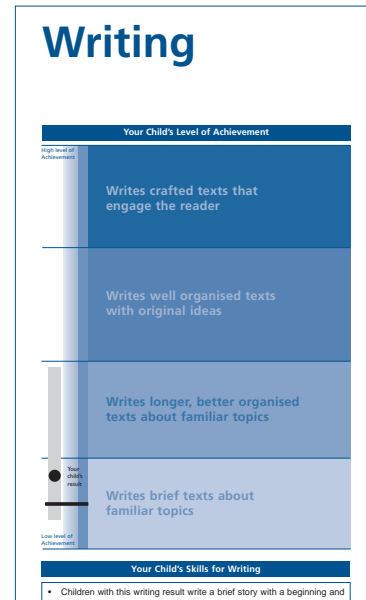 Writing
Your Child's Level of Achievement
High level of
Achievement
Writes crafted texts that
engage the reader
Writes well organised texts
with original ideas
Writes longer, better organised
texts about familiar topics
Your
child's
result
Writes brief texts about
familiar topics
Low level of
Achievement
Your Child's Skills for Writing
• Children with this writing result write a brief story with a beginning and